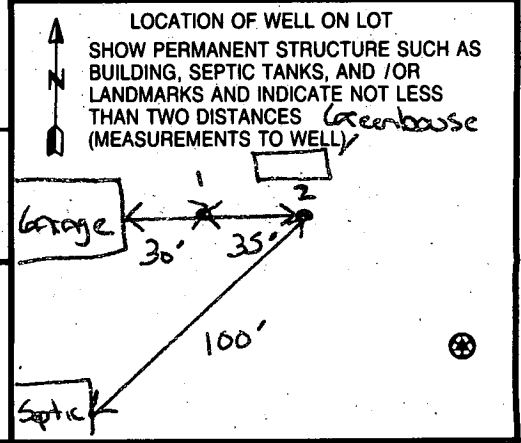 LOCATION OF WELL ON LOT
SHOW PERMANENT STRUCTURE SUCH AS
N
BUILDING, SEPTIC TANKS, AND /OR
LANDMARKS AND INDICATE NOT LESS
THAN TWO DISTANCES Greenhouse
(MEASUREMENTS TO WELL)
1
2
Garage
30'
35'
100'
Septic